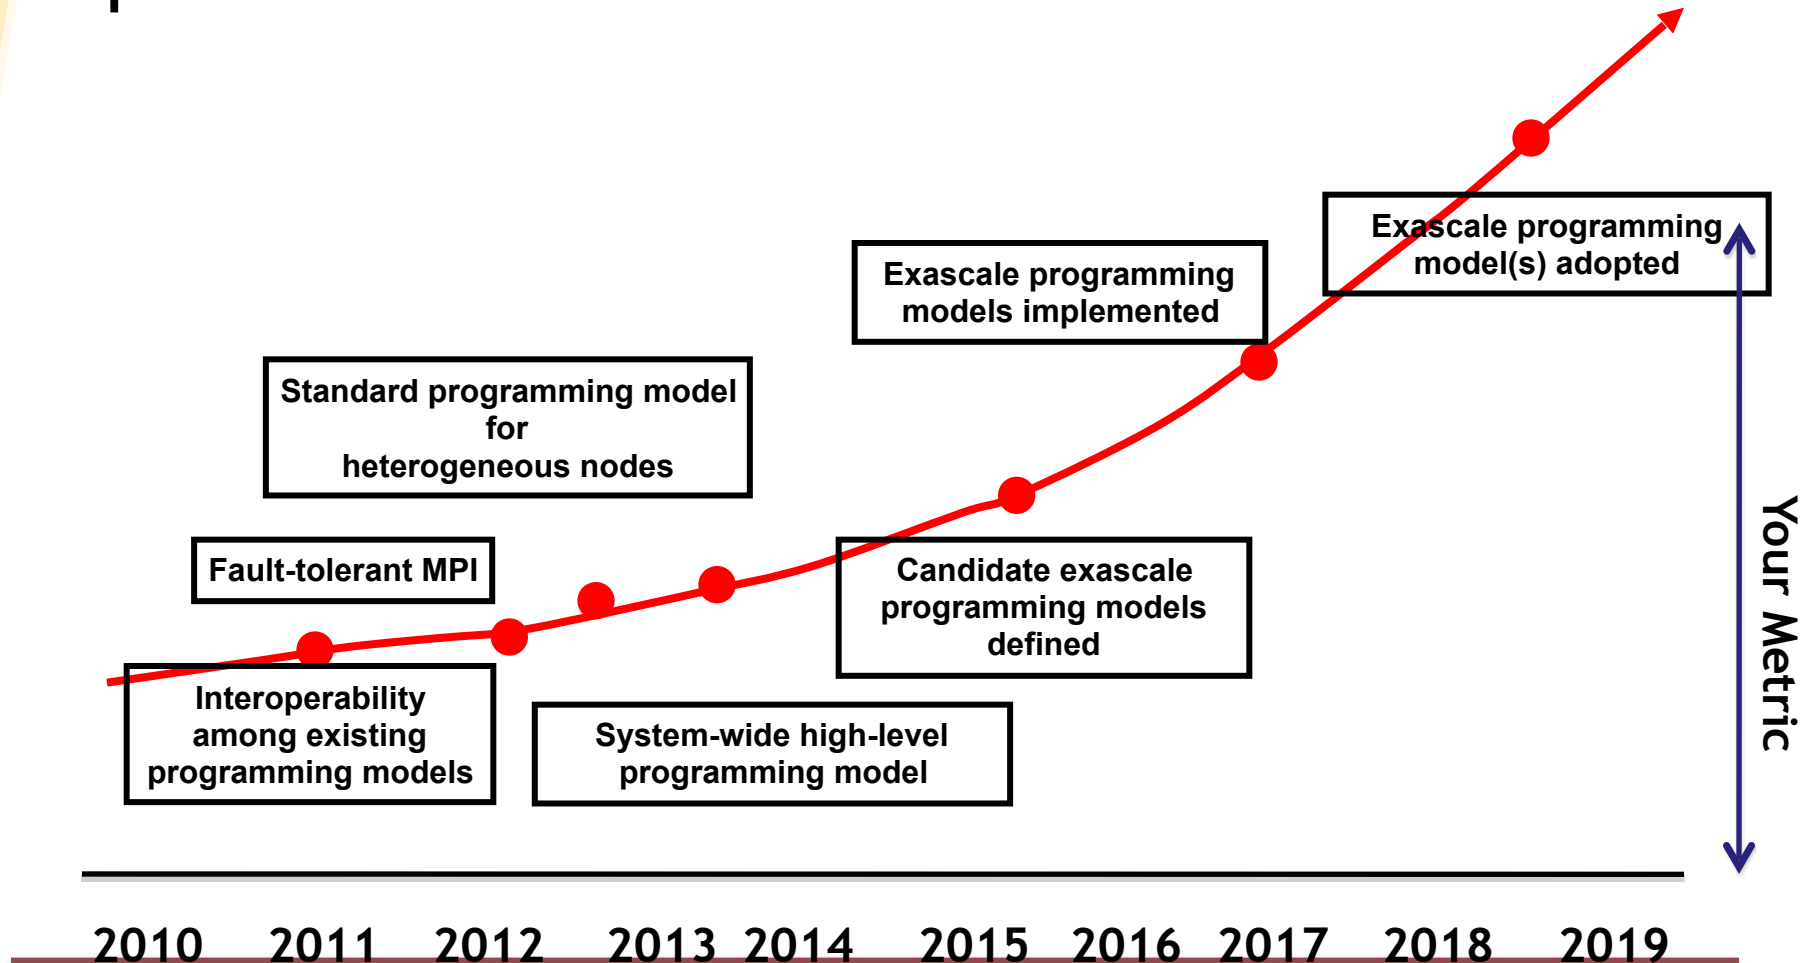 Exascale programming
model(s) adopted
Exascale programming
models implemented
Standard programming model
for
heterogeneous nodes
Fault-tolerant MPI
Candidate exascale
programming models
defined
Interoperability
among existing
programming models
System-wide high-level
programming model
Your Metric
2010 2011 2012 2013 2014 2015 2016 2017 2018 2019